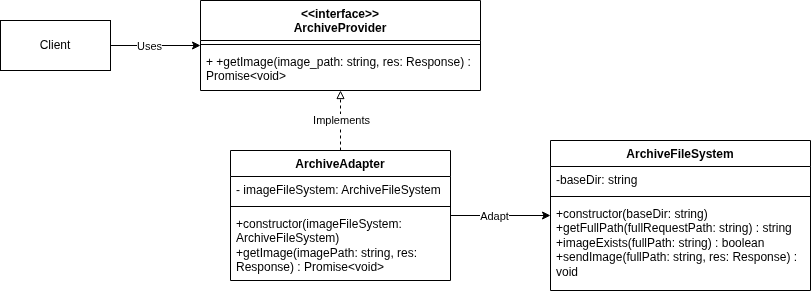 Client
Uses
<<interface>>
ArchiveProvider
+ +getImage(image_path: string, res: Response) :
Promise<void>
Implements
ArchiveAdapter
- imageFileSystem: ArchiveFileSystem
+constructor(imageFileSystem:
ArchiveFileSystem)
+getImage(imagePath: string, res:
Response) : Promise<void>
Adapt
ArchiveFileSystem
-baseDir: string
+constructor(baseDir: string)
+getFullPath(fullRequestPath: string) : string
+imageExists(fullPath: string) : boolean
+sendImage(fullPath: string, res: Response) :
void